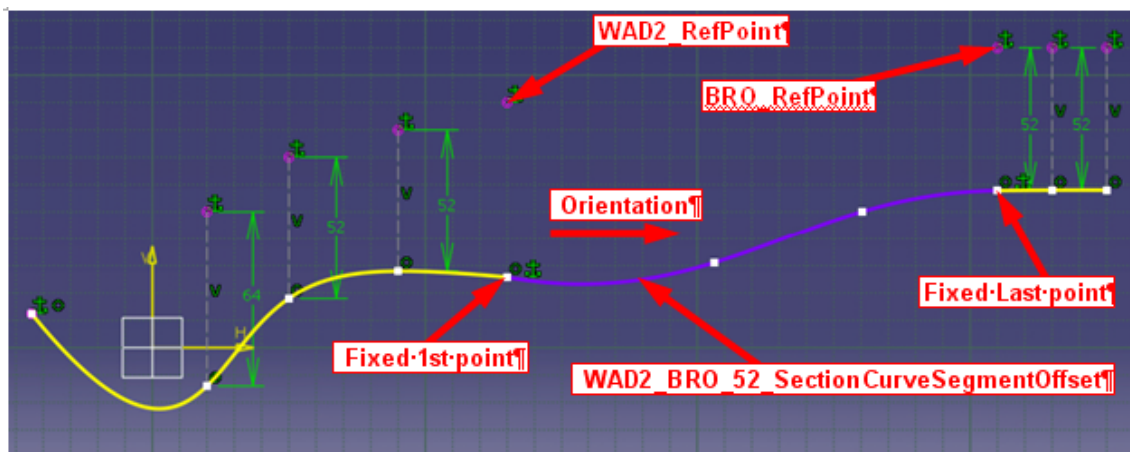 WAD2_RefPoint¶
BRO_RefPoint¶
52
52
V
V
Orientation¶
52
V
52
V
64
V
V
H
Fixed·1st·point¶
Fixed·Last·point¶
WAD2_BRO_52_SectionCurveSegmentOffset¶